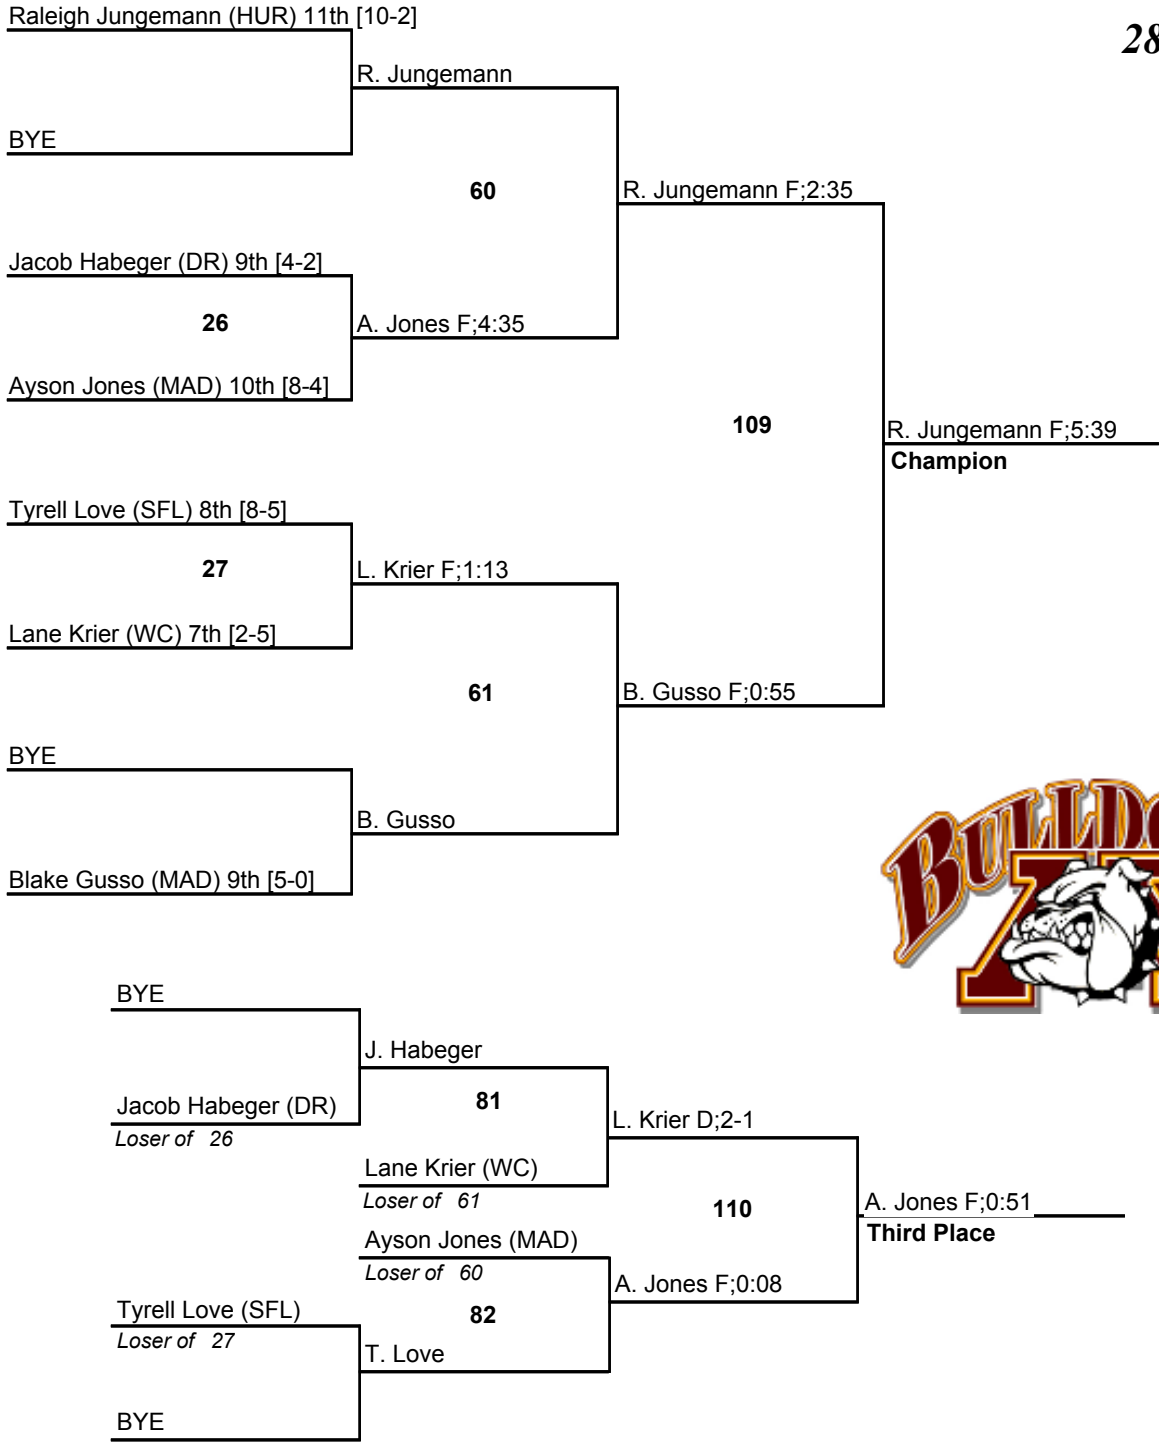 Raleigh Jungemann (HUR) 11th [10-2]
28
R. Jungemann
BYE
60
R. Jungemann F;2:35
Jacob Habeger (DR) 9th [4-2]
26
A. Jones F;4:35
Ayson Jones (MAD) 10th [8-4]
109
R. Jungemann F;5:39
Champion
Tyrell Love (SFL) 8th [8-5]
27
L. Krier F;1:13
Lane Krier (WC) 7th [2-5]
61
B. Gusso F;0:55
BYE
B. Gusso
Blake Gusso (MAD) 9th [5-0]
BYE
J. Habeger
81
Jacob Habeger (DR)
Loser of 26
L. Krier D;2-1
Lane Krier (WC)
Loser of 61
110
A. Jones F;0:51
Third Place
Ayson Jones (MAD)
Loser of 60
A. Jones F;0:08
Tyrell Love (SFL)
Loser of 27
82
T. Love
BYE